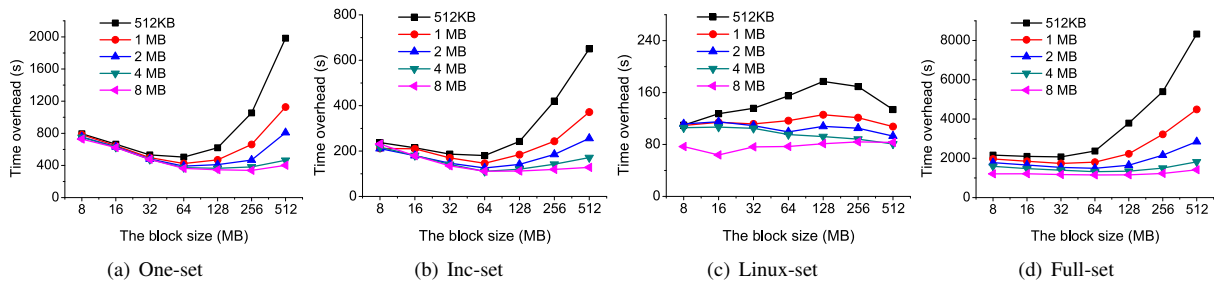 Time overhead (s)
2000
1600
1200
800
400
0
512KB
1 MB
2 MB
4 MB
8 MB
8 16 32 64 128 256 512
The block size (MB)
(a) One-set
Time overhead (s)
800
600
400
200
0
512KB
1 MB
2 MB
4 MB
8 MB
8 16 32 64 128 256 512
The block size (MB)
(b) Inc-set
Time overhead (s)
240
180
120
60
0
512KB
1 MB
2 MB
4 MB
8 MB
8 16 32 64 128 256 512
The block size (MB)
(c) Linux-set
Time overhead (s)
8000
6000
4000
2000
0
512KB
1 MB
2 MB
4 MB
8 MB
8 16 32 64 128 256 512
The block size (MB)
(d) Full-set